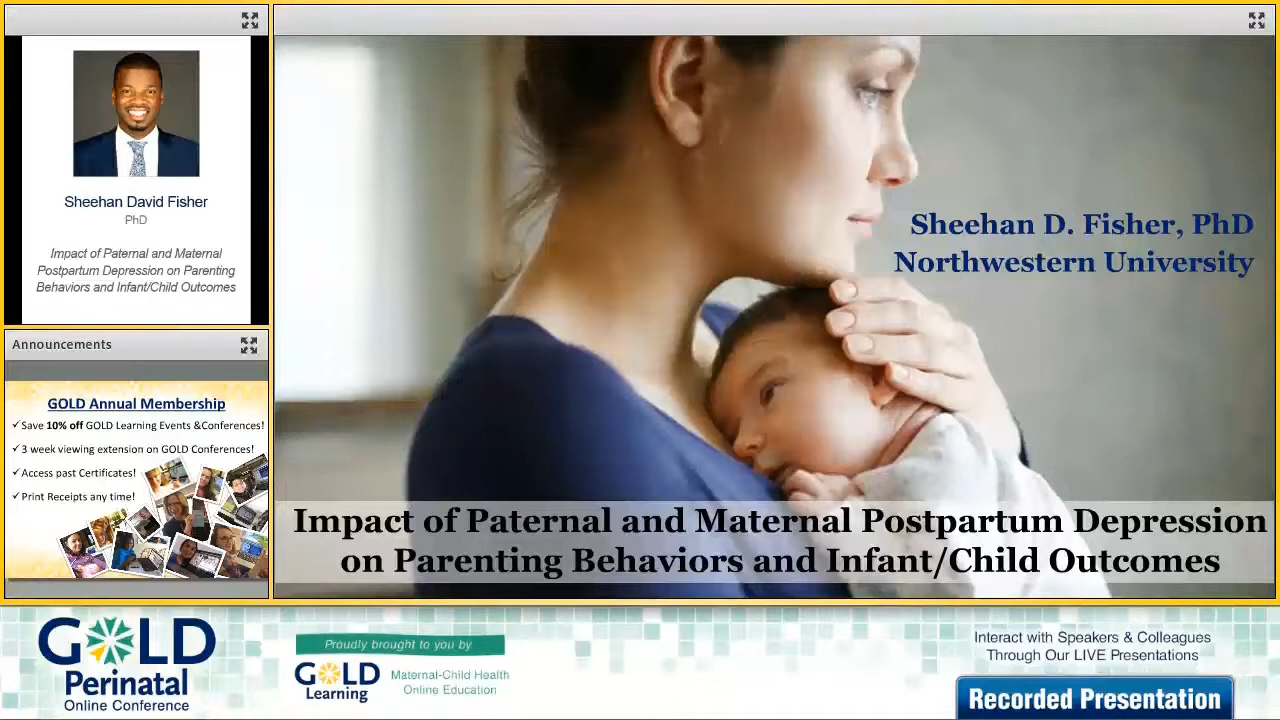 Sheehan David Fisher
PhD
Impact of Paternal and Maternal
Postpartum Depression on Parenting
Behaviors and Infant/Child Outcomes
Announcements
GOLD Annual Membership
✓Save 10% off GOLD Learning Events &Conferences!
✓3 week viewing extension on GOLD Conferences!
✓Access past Certificates!
✓Print Receipts any time!
Sheehan D. Fisher, PhD
Northwestern University
Impact of Paternal and Maternal Postpartum Depression
on Parenting Behaviors and Infant/Child Outcomes
GOLD
Perinatal
Online Conference
Proudly brought to you by
GOLD
Learning
Maternal-Child Health
Online Education
Interact with Speakers & Colleagues
Through Our LIVE Presentations
Recorded Presentation